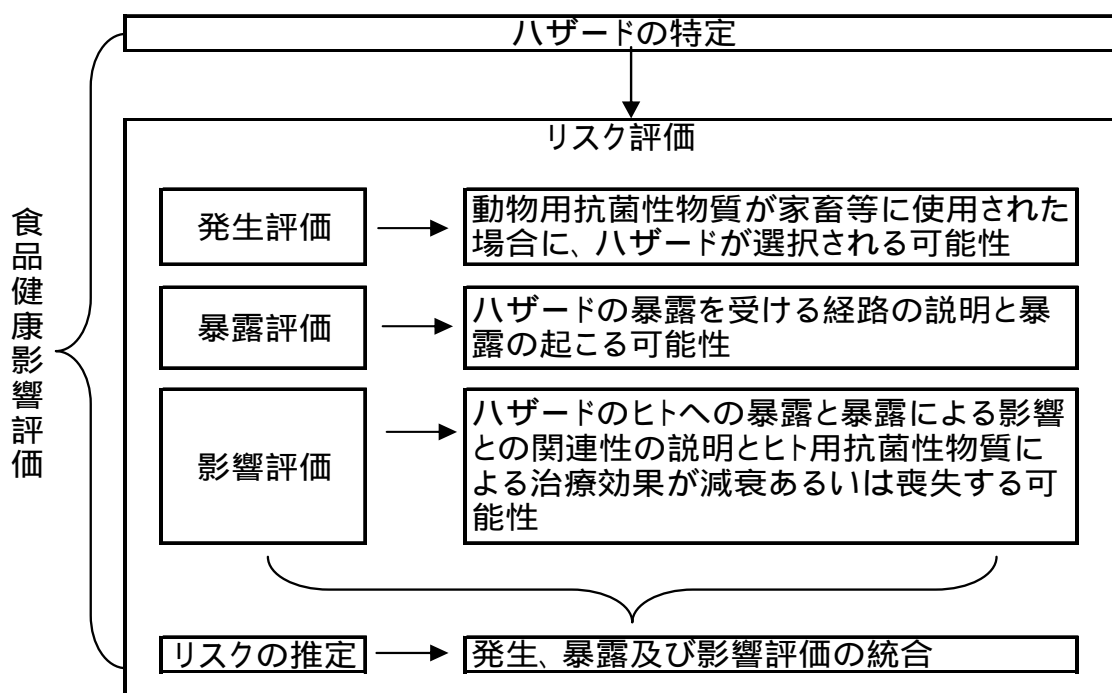 ハザードの特定
リスク評価
食品健康影響評価
発生評価
動物用抗菌性物質が家畜等に使用された
場合に、ハザードが選択される可能性
暴露評価
ハザードの暴露を受ける経路の説明と暴
露の起こる可能性
影響評価
ハザードのヒトへの暴露と暴露による影響
との関連性の説明とヒト用抗菌性物質に
よる治療効果が減衰あるいは喪失する可
能性
リスクの推定
発生、暴露及び影響評価の統合